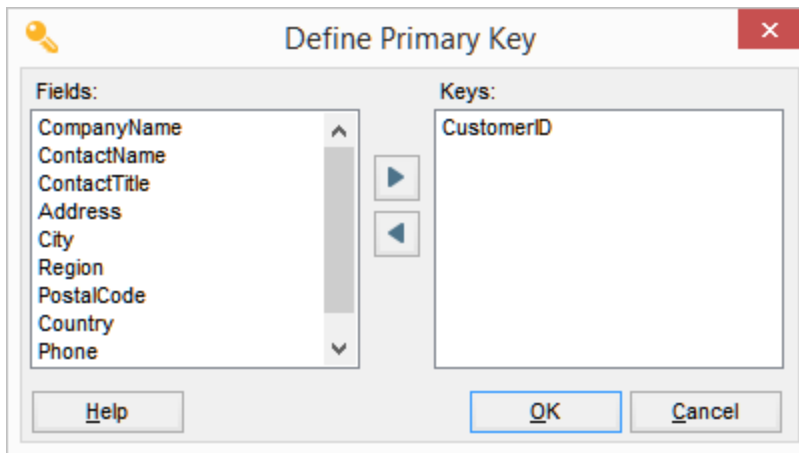 Define Primary Key
Fields:
CompanyName
ContactName
ContactTitle
Address
City
Region
PostalCode
Country
Phone
Keys:
CustomerID
Help
OK
Cancel